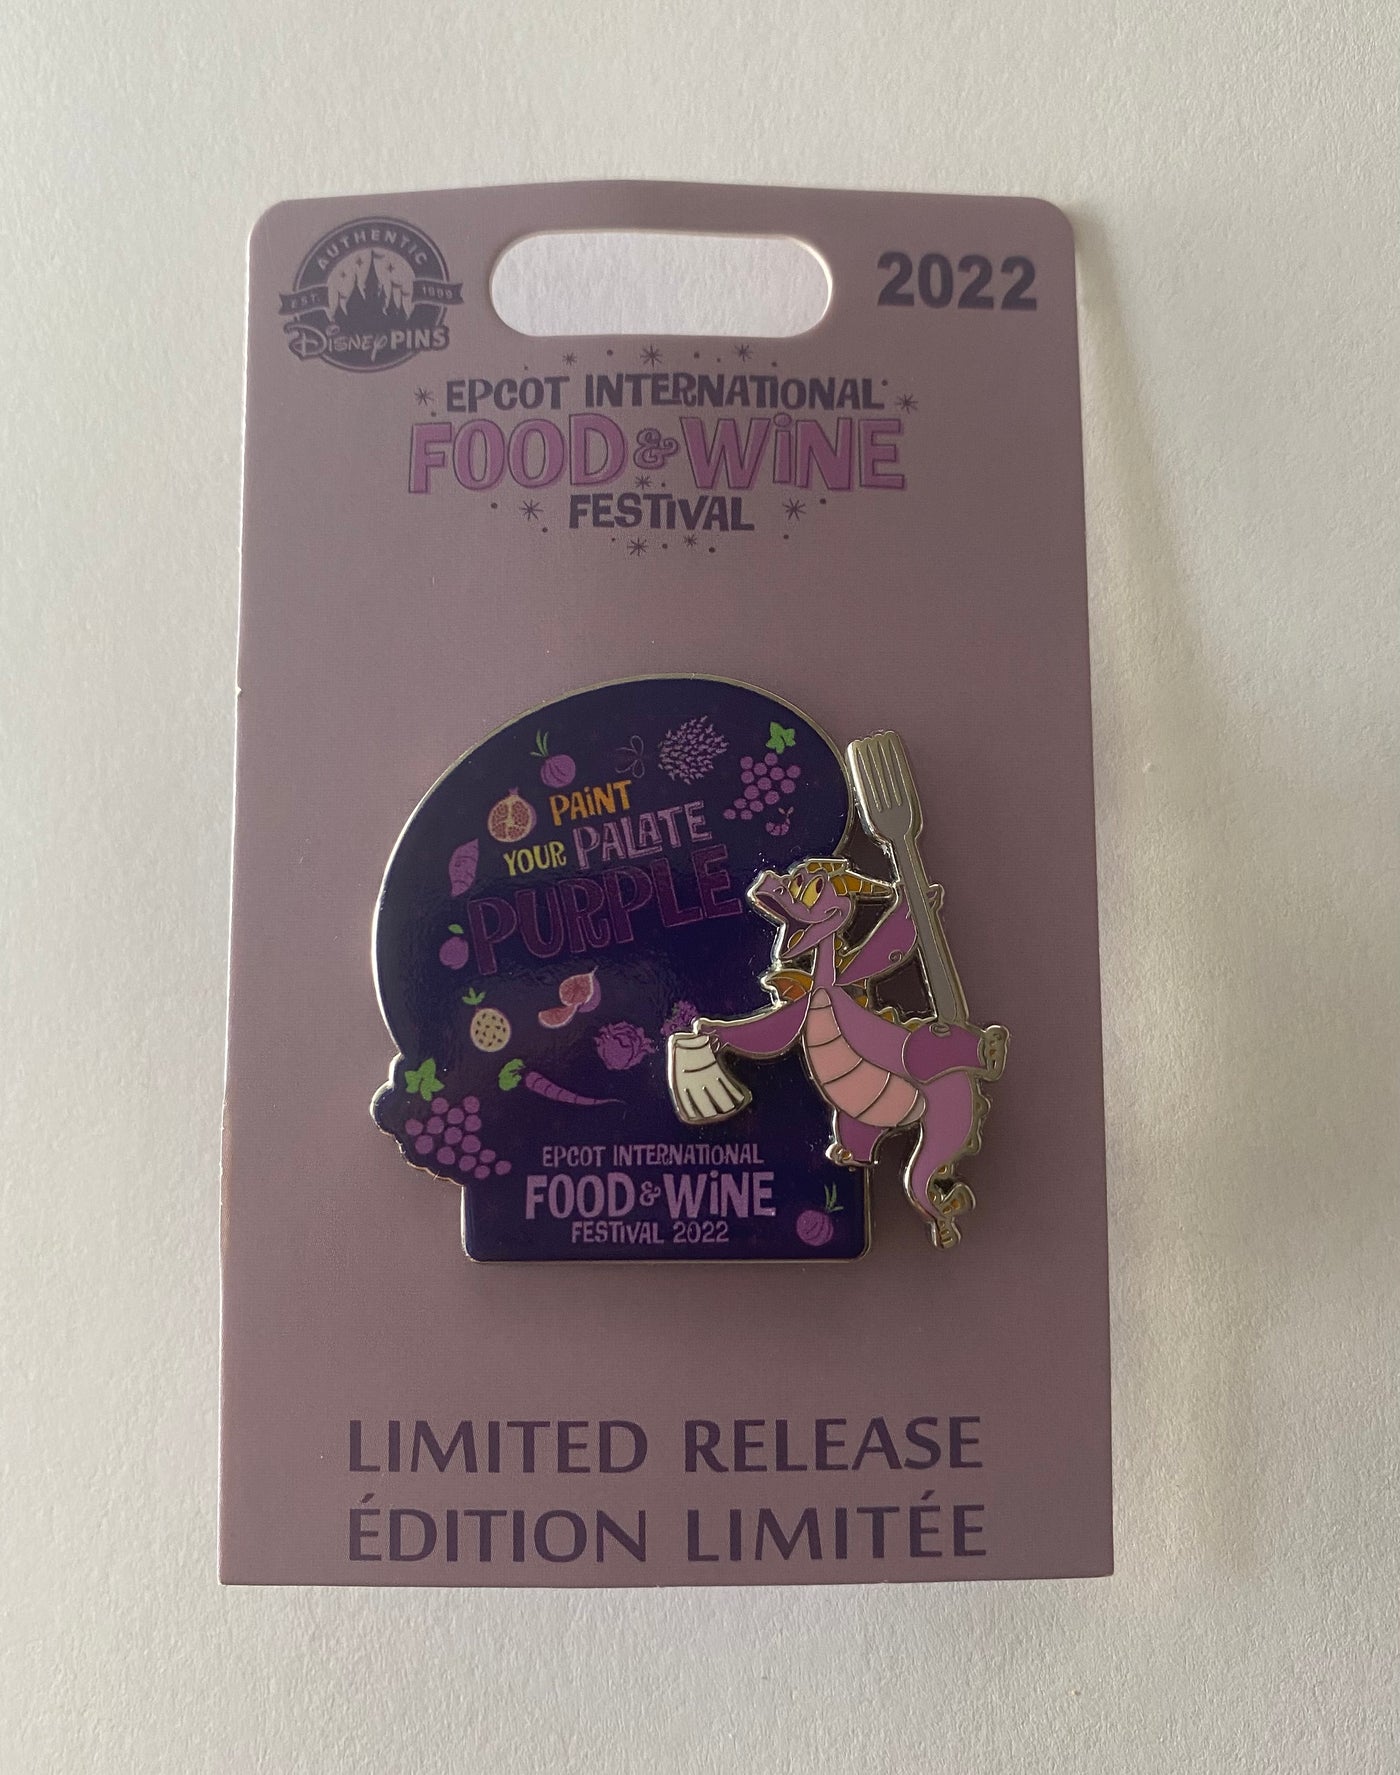 AUTHENTIC
EST. 1999
Disney PINS
2022
EPCOT INTERNATIONAL
FOOD & WiNE
FESTiVAL
PAiNT
YOUR PALATE
PURPLE
EPCOT INTERNATIONAL
FOOD & WiNE
FESTiVAL 2022
LIMITED RELEASE
ÉDITION LIMITÉE